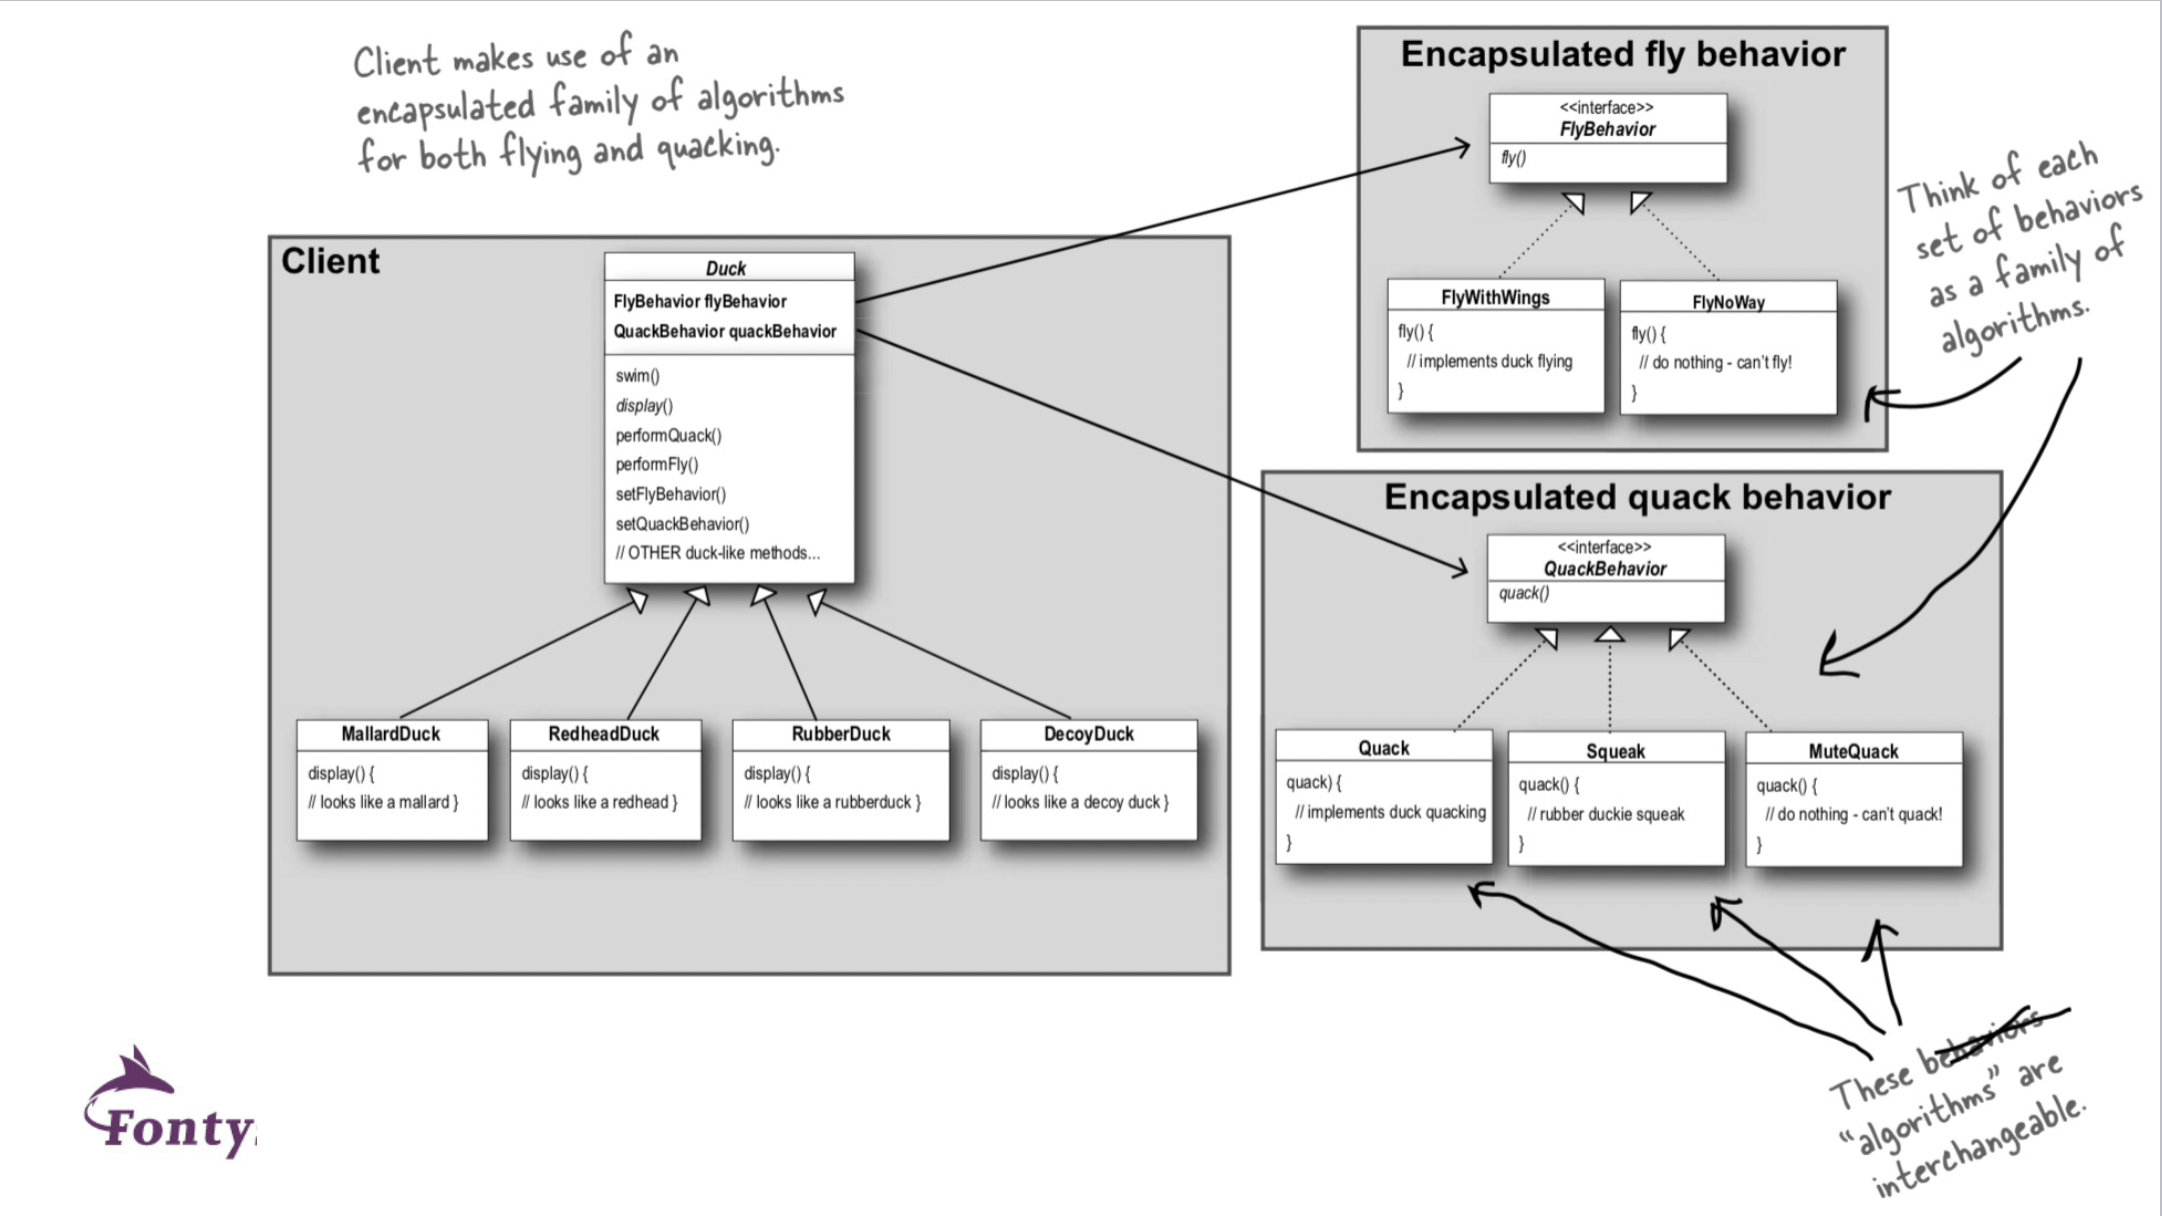 Client makes use of an
encapsulated family of algorithms
for both flying and quacking.
Client
Duck
FlyBehavior flyBehavior
QuackBehavior quackBehavior
swim()
display()
performQuack()
performFly()
setFlyBehavior()
setQuackBehavior()
// OTHER duck-like methods...
MallardDuck
display() {
// looks like a mallard }
RedheadDuck
display() {
// looks like a redhead }
RubberDuck
display() {
// looks like a rubberduck }
DecoyDuck
display() {
// looks like a decoy duck }
Encapsulated fly behavior
<<interface>>
FlyBehavior
fly()
FlyWithWings
fly() {
// implements duck flying
}
FlyNoWay
fly() {
// do nothing - can't fly!
}
Think of each
set of behaviors
as a family of
algorithms.
Encapsulated quack behavior
<<interface>>
QuackBehavior
quack()
Quack
quack) {
// implements duck quacking
}
Squeak
quack() {
// rubber duckie squeak
}
MuteQuack
quack() {
// do nothing - can't quack!
}
These behaviors
“algorithms” are
interchangeable.
Fonty